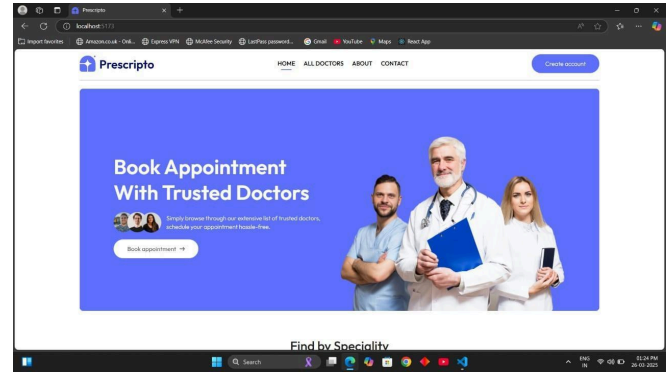 Prescripto
localhost:5173
Import favorites
Amazon.co.uk - Onli...
Express VPN
McAfee Security
LastPass password...
Gmail
YouTube
Maps
React App
Prescripto
HOME
ALL DOCTORS
ABOUT
CONTACT
Create account
Book Appointment
With Trusted Doctors
Simply browse through our extensive list of trusted doctors,
schedule your appointment hassle-free.
Book appointment →
Find by Speciality
Search
ENG
IN
01:24 PM
26-03-2025